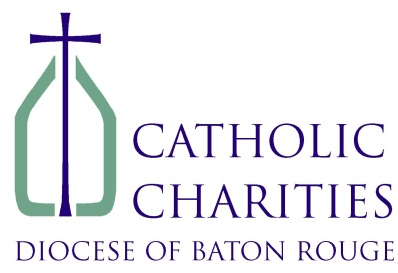 CATHOLIC
CHARITIES
DIOCESE OF BATON ROUGE